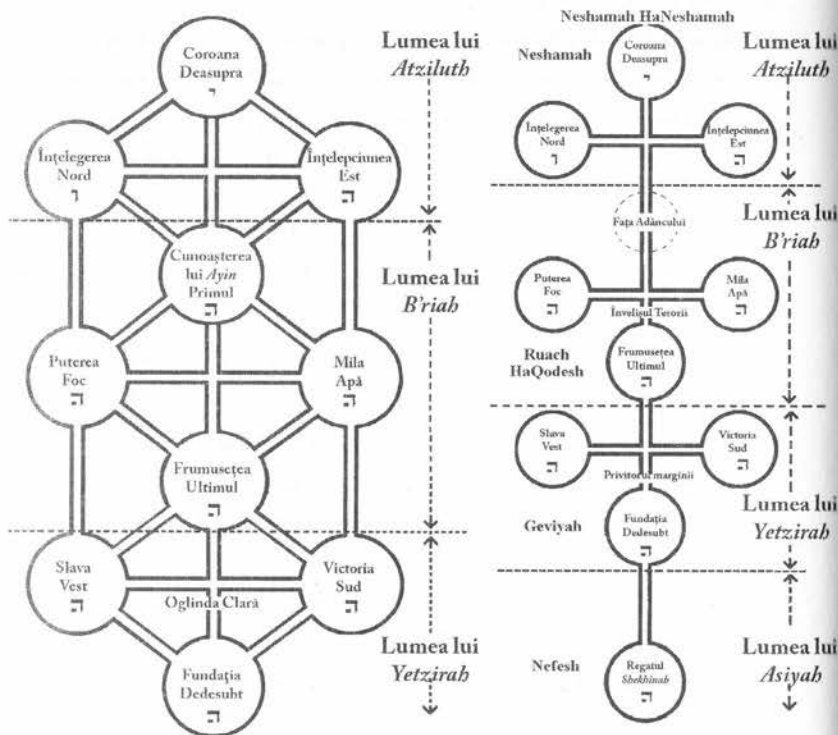 Coroana
Deasupra
י
Lumea lui
Atziluth
Înțelegerea
Nord
ו
Înțelepciunea
Est
ה
Cunoașterea
lui Ayin
Primul
ה
Lumea lui
B'riah
Puterea
Foc
ה
Mila
Apă
ה
Frumusețea
Ultimul
ה
Slava
Vest
ה
Victoria
Sud
ה
Oglinda Clară
Fundația
Dedesubt
ה
Lumea lui
Yetzirah
Neshamah HaNeshamah
Neshamah
Coroana
Deasupra
י
Lumea lui
Atziluth
Înțelegerea
Nord
ו
Înțelepciunea
Est
ה
Fața Adâncului
Lumea lui
B'riah
Puterea
Foc
ה
Mila
Apă
ה
Învelișul Terorii
Ruach
HaQodesh
Frumusețea
Ultimul
ה
Slava
Vest
ה
Victoria
Sud
ה
Privitorul marginii
Geviyah
Fundația
Dedesubt
ה
Lumea lui
Yetzirah
Nefesh
Regatul
Shekhinah
ה
Lumea lui
Asiyah